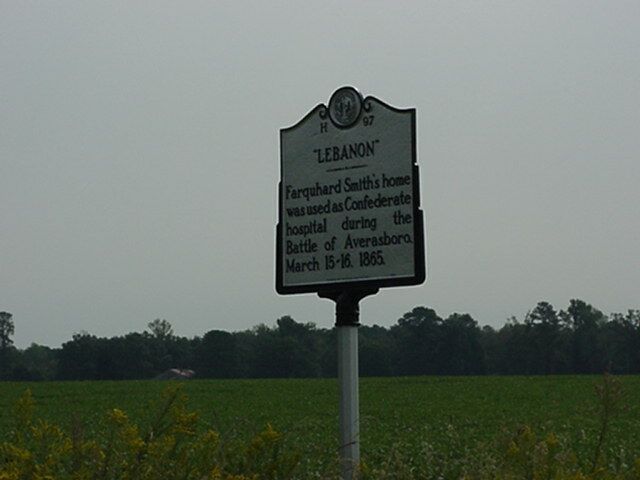 H 97
"LEBANON"
Farquhard Smith's home
was used as Confederate
hospital during the
Battle of Averasboro,
March 15-16, 1865.